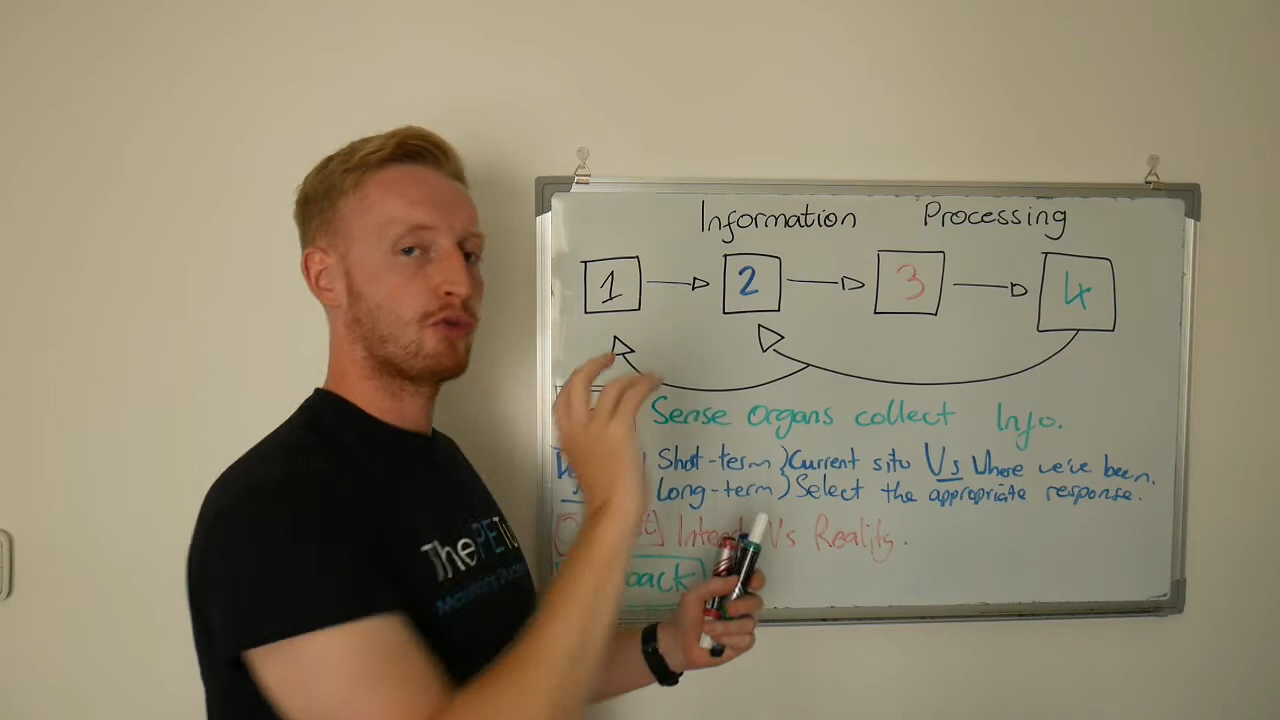 Information Processing
1 2 3 4
Sense Organs collect Info.
Short-term } Current situ Vs Where we've been.
Long-term ) Select the appropriate response.
Vs Reality.
back
ThePE